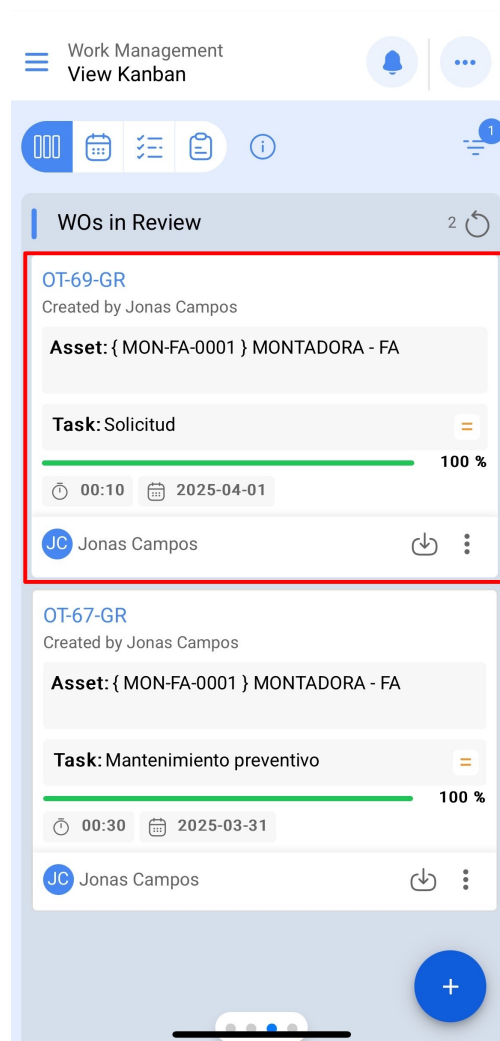 Work Management
View Kanban
1
WOs in Review
2
OT-69-GR
Created by Jonas Campos
Asset: { MON-FA-0001 } MONTADORA - FA
Task: Solicitud
=
100 %
00:10 2025-04-01
JC Jonas Campos
OT-67-GR
Created by Jonas Campos
Asset: { MON-FA-0001 } MONTADORA - FA
Task: Mantenimiento preventivo
=
100 %
00:30 2025-03-31
JC Jonas Campos
+